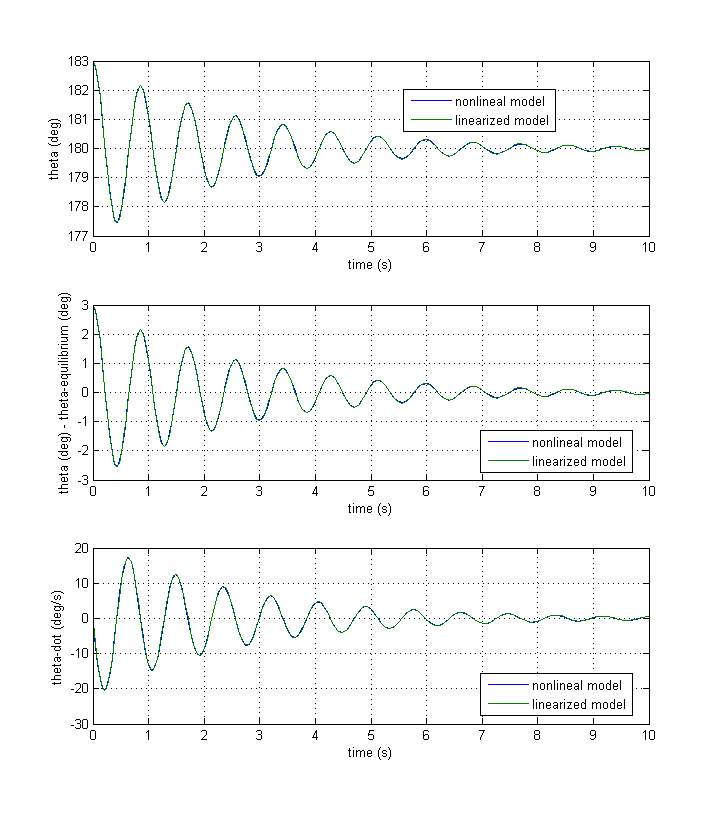 183
182
181
180
179
178
177
theta (deg)
nonlineal model
linearized model
0 1 2 3 4 5 6 7 8 9 10
time (s)
3
2
1
0
-1
-2
-3
theta (deg) - theta-equilibrium (deg)
nonlineal model
linearized model
0 1 2 3 4 5 6 7 8 9 10
time (s)
20
10
0
-10
-20
-30
theta-dot (deg/s)
nonlineal model
linearized model
0 1 2 3 4 5 6 7 8 9 10
time (s)